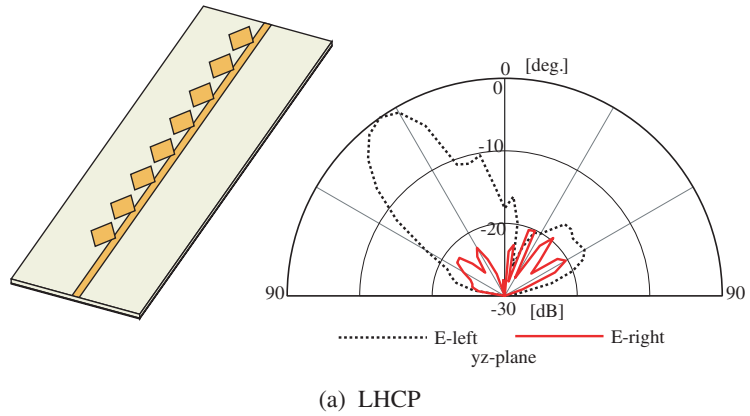 0 [deg.]
0
-10
-20
90
90
-30 [dB]
E-left
E-right
yz-plane
(a) LHCP